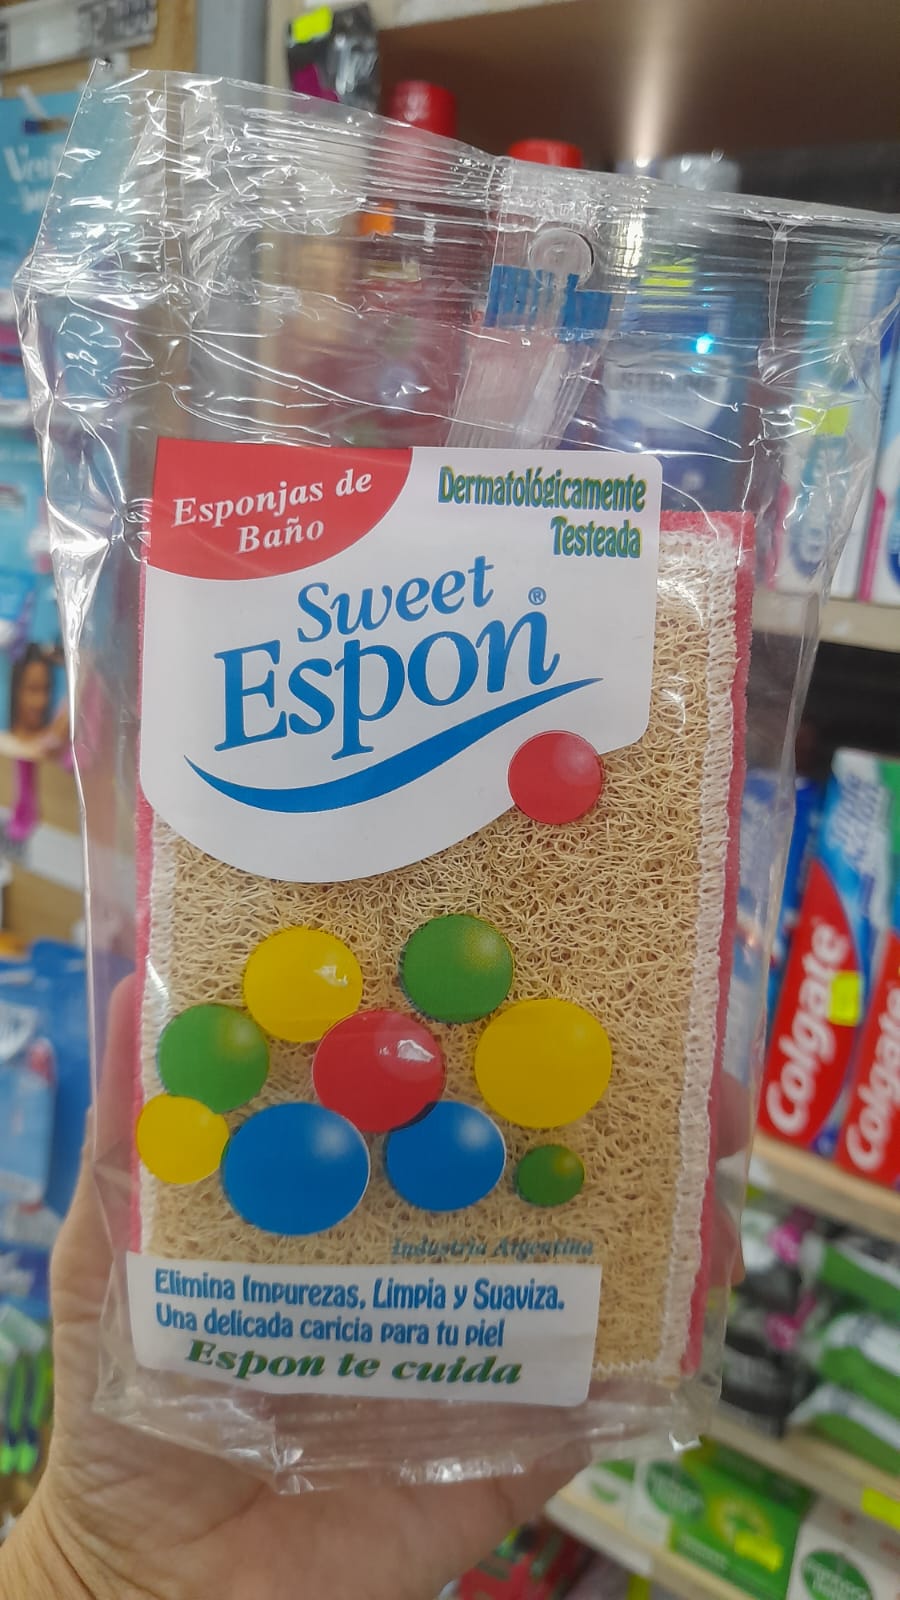 Esponjas de
Baño
Dermatológicamente
Testeada
Sweet
Espon®
Industria Argentina
Elimina Impurezas, Limpia y Suaviza.
Una delicada caricia para tu piel
Espon te cuida
Colgate
Colgate